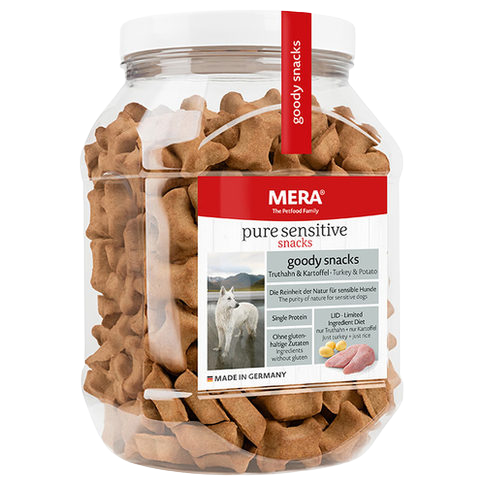 goody snacks
MERA®
The Petfood Family
pure sensitive
snacks
goody snacks
Truthahn & Kartoffel · Turkey & Potato
Die Reinheit der Natur für sensible Hunde
The purity of nature for sensitive dogs
Single Protein
Ohne gluten-
haltige Zutaten
Ingredients
without gluten
LID - Limited
Ingredient Diet
nur Truthahn + nur Kartoffel
Just turkey + just rice
MADE IN GERMANY